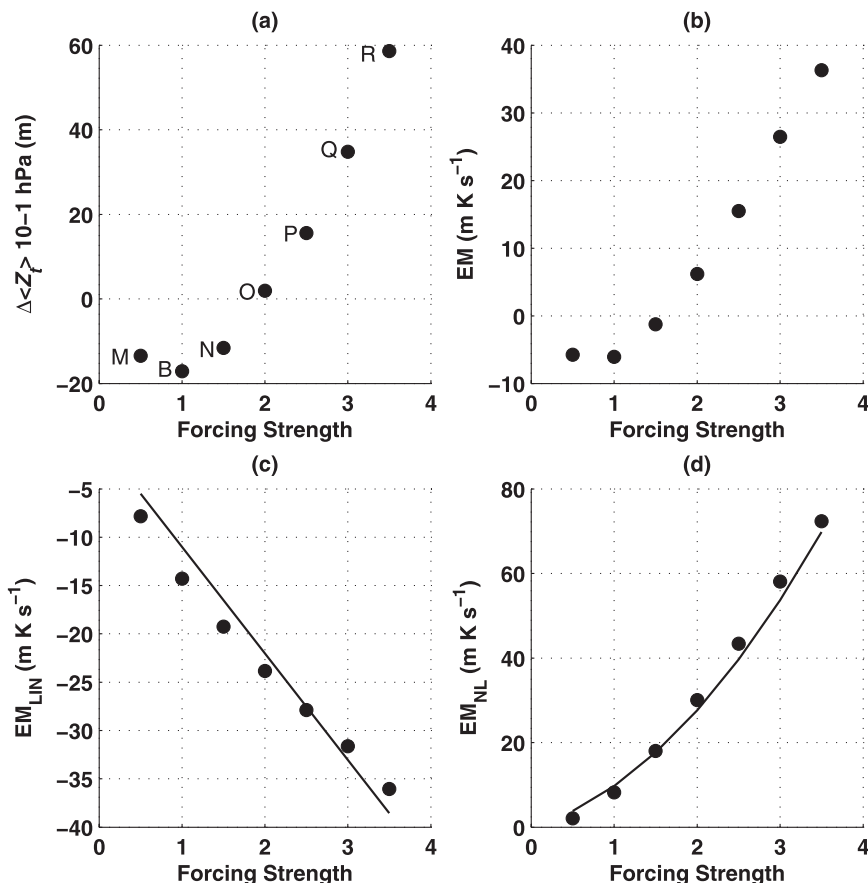 (a)
Δ<Z_t> 10–1 hPa (m)
60
40
20
0
−20
M
B
N
O
P
Q
R
0
1
2
3
4
Forcing Strength
(b)
EM (m K s⁻¹)
40
30
20
10
0
−10
0
1
2
3
4
Forcing Strength
(c)
EM_LIN (m K s⁻¹)
−5
−10
−15
−20
−25
−30
−35
−40
0
1
2
3
4
Forcing Strength
(d)
EM_NL (m K s⁻¹)
80
60
40
20
0
0
1
2
3
4
Forcing Strength